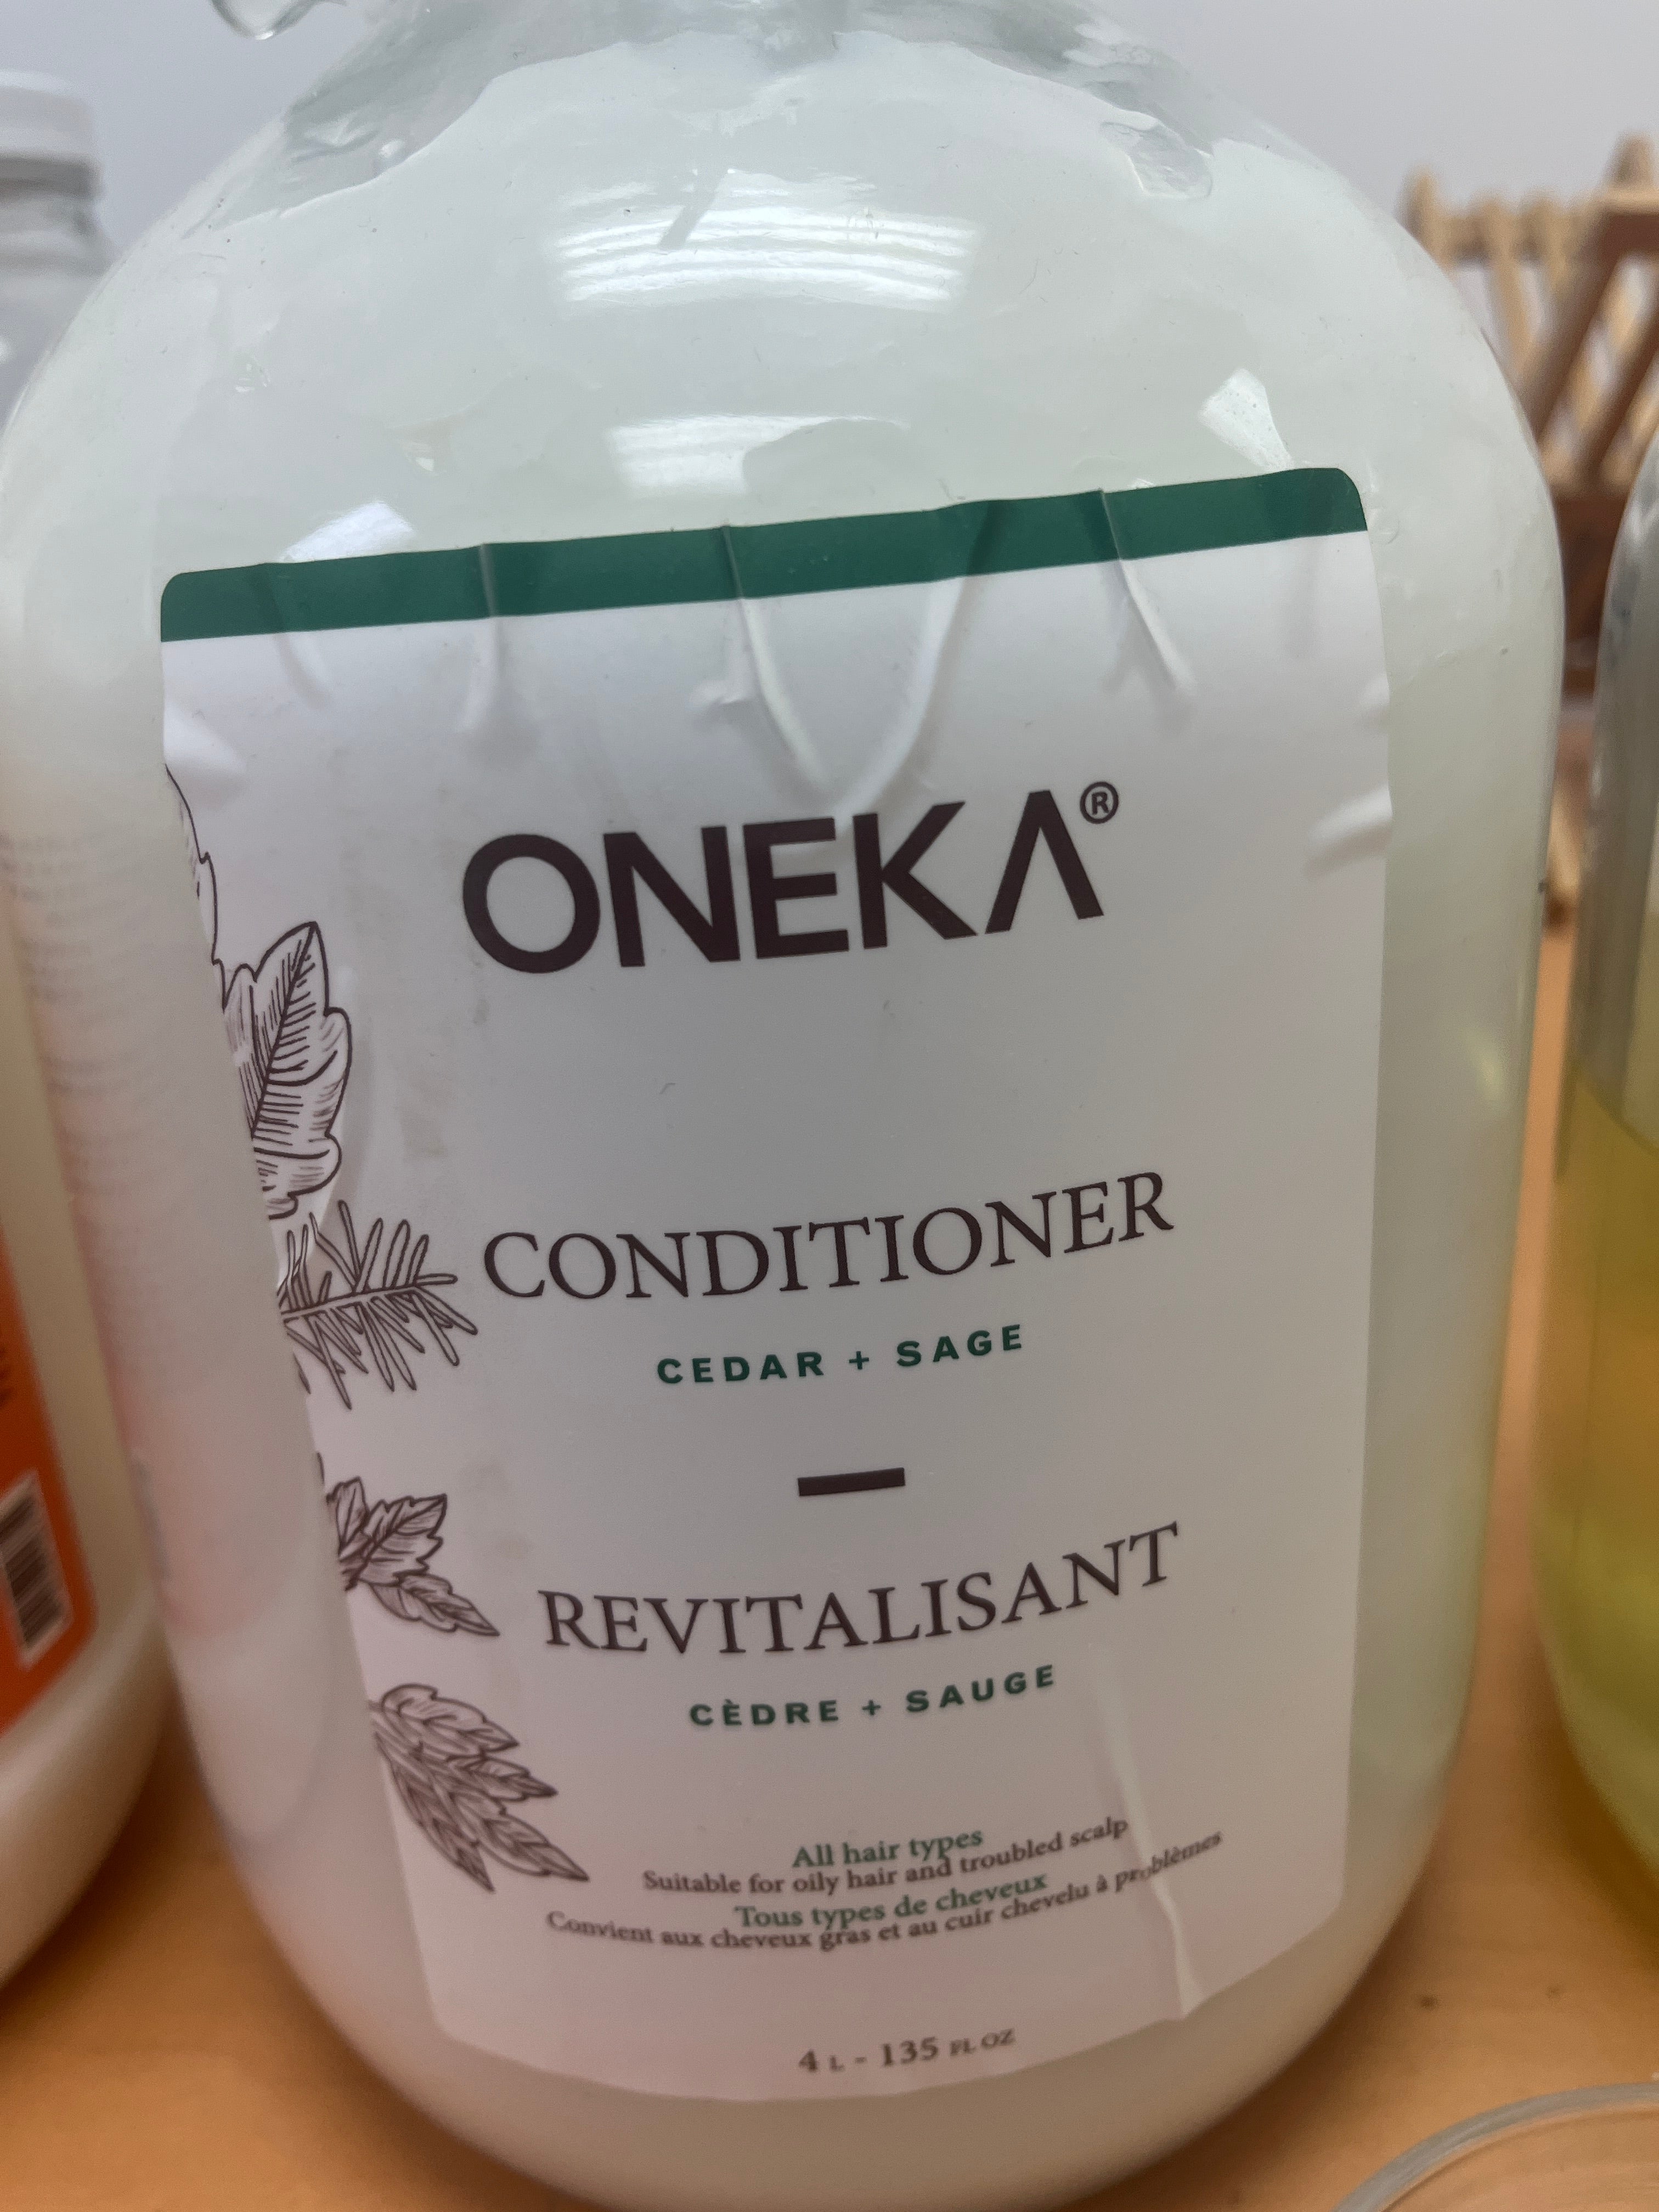 ONEKA®
CONDITIONER
CEDAR + SAGE
REVITALISANT
CÈDRE + SAUGE
All hair types
Suitable for oily hair and troubled scalp
Tous types de cheveux
Convient aux cheveux gras et au cuir chevelu à problèmes
4 L - 135 FL OZ